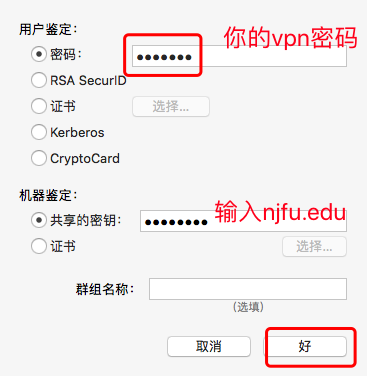 用户鉴定：
密码： ●●●●●●● 你的vpn密码
RSA SecurID
证书 选择...
Kerberos
CryptoCard
机器鉴定：
共享的密钥： ●●●●●●●● 输入njfu.edu
证书 选择...
群组名称：
(选填)
取消 好